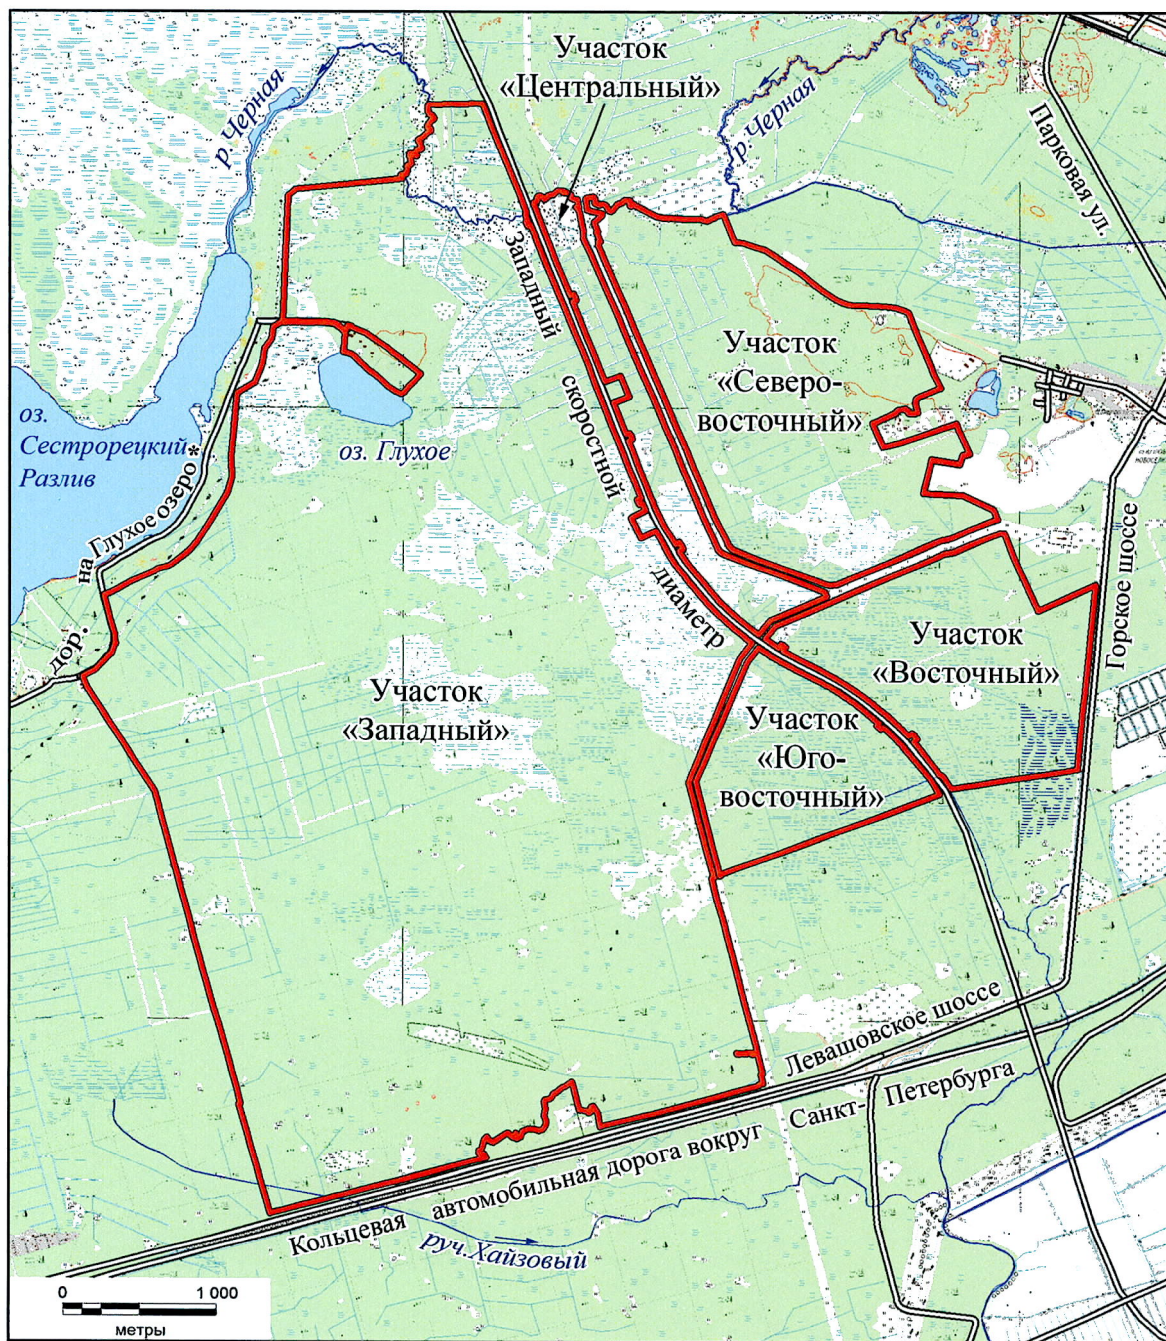 Участок
«Центральный»
р Черная
р Черная
Парковая ул.
Западный
скоростной
диаметр
Участок
«Северо-
восточный»
оз.
Сестрорецкий
Разлив
оз. Глухое
дор. на Глухое озеро *
Горское шоссе
Участок
«Восточный»
Участок
«Западный»
Участок
«Юго-
восточный»
Левашовское шоссе
Кольцевая автомобильная дорога вокруг Санкт-Петербурга
руч.Хайзовый
0 1 000
метры